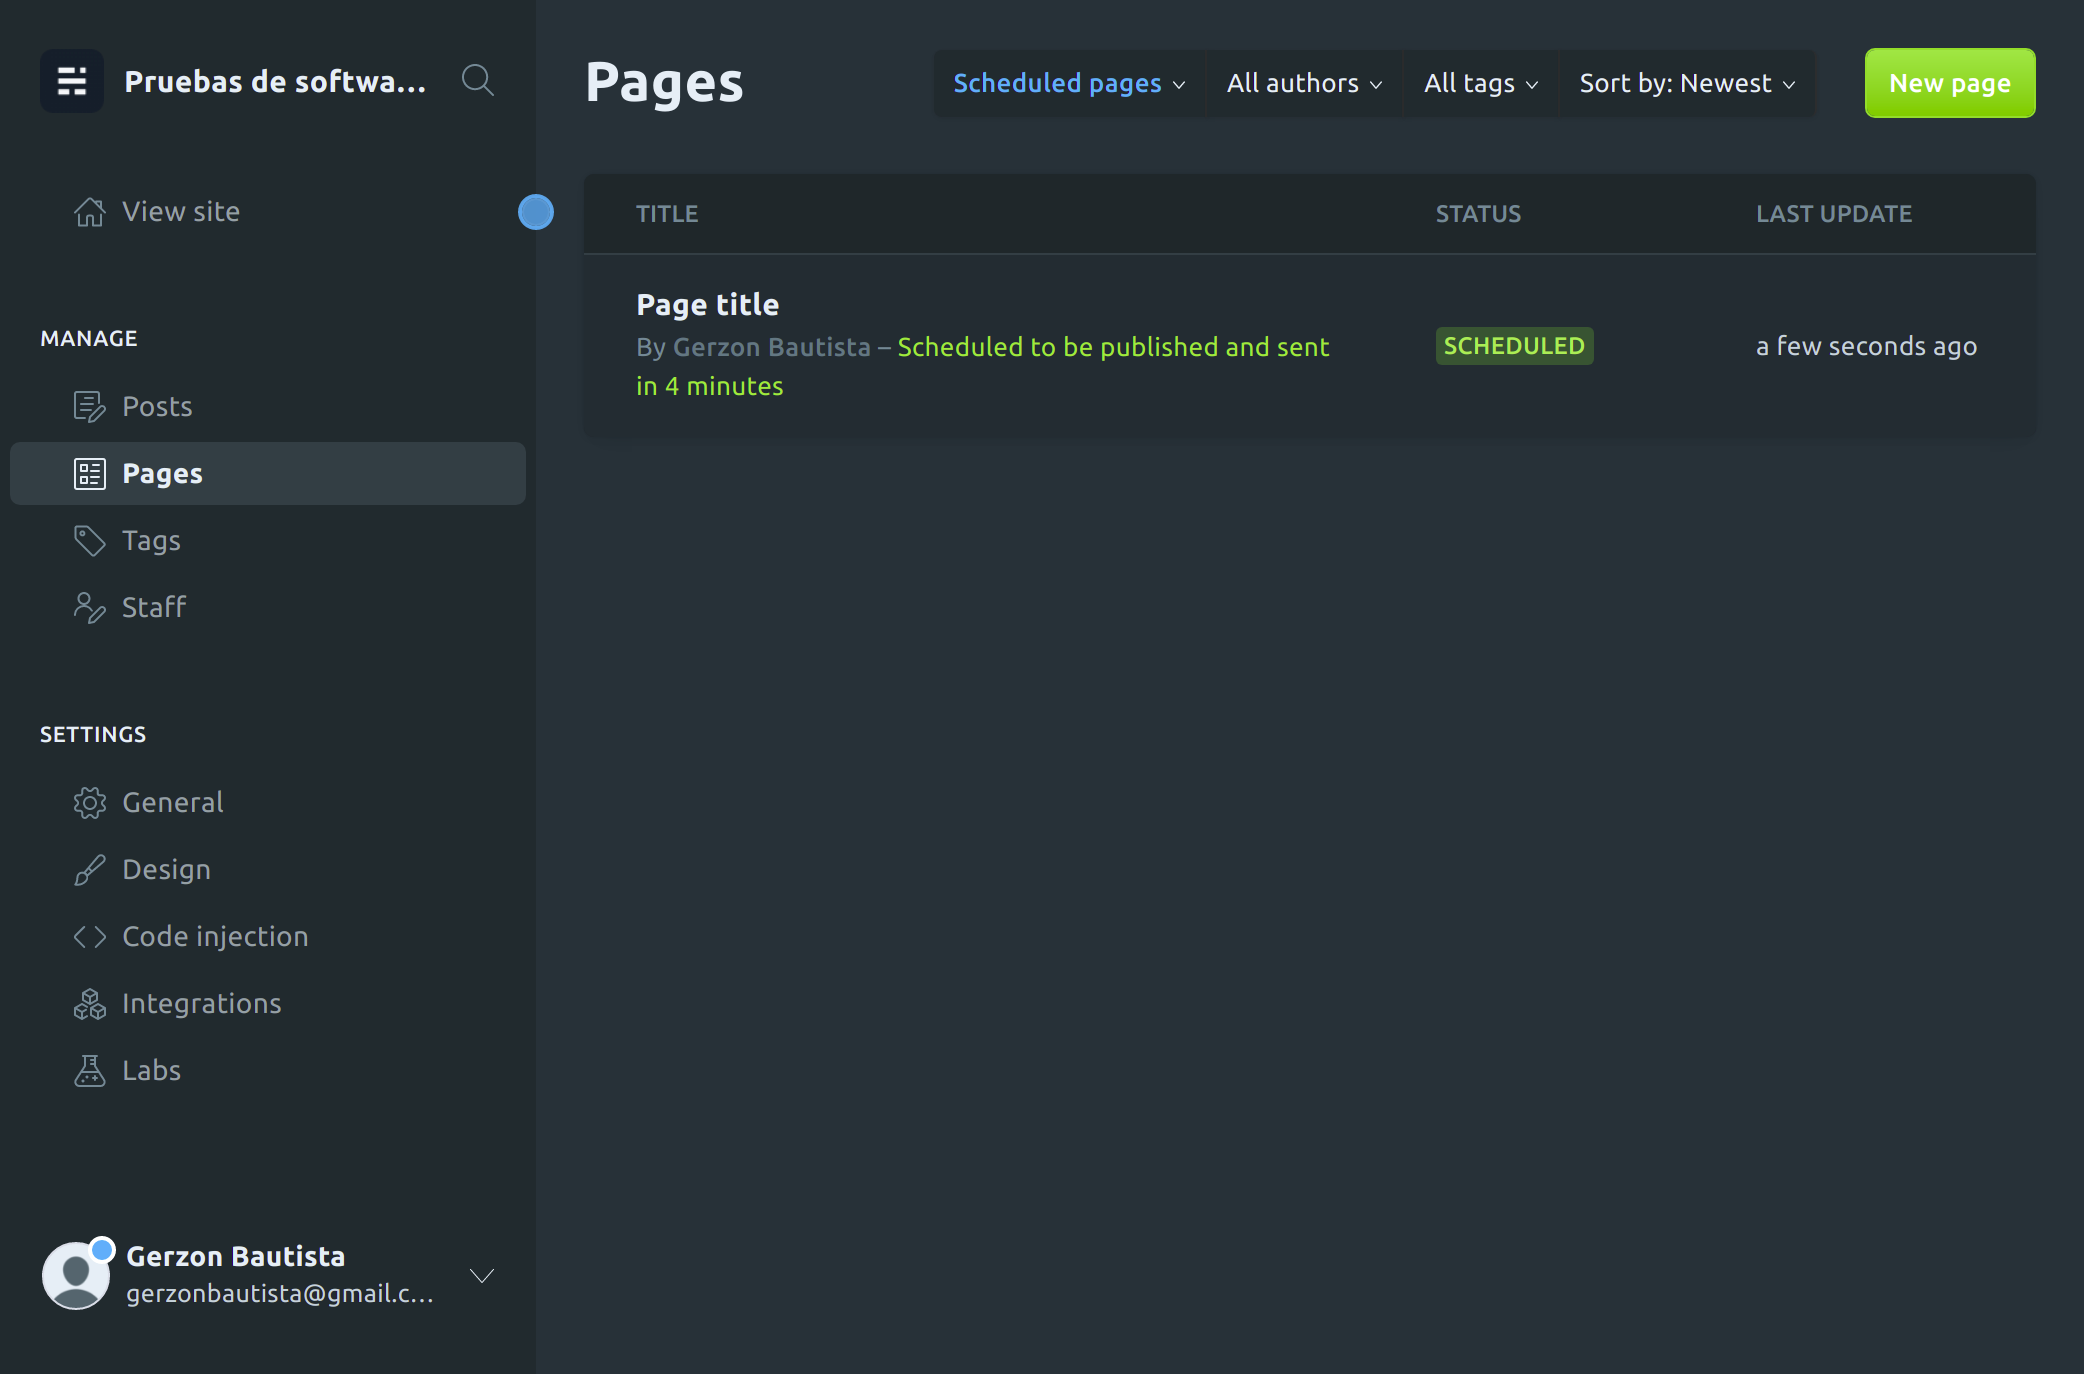 Pruebas de softwa...
View site
MANAGE
Posts
Pages
Tags
Staff
SETTINGS
General
Design
Code injection
Integrations
Labs
Gerzon Bautista
gerzonbautista@gmail.c...
Pages
Scheduled pages
All authors
All tags
Sort by: Newest
New page
TITLE
STATUS
LAST UPDATE
Page title
By Gerzon Bautista – Scheduled to be published and sent
in 4 minutes
SCHEDULED
a few seconds ago